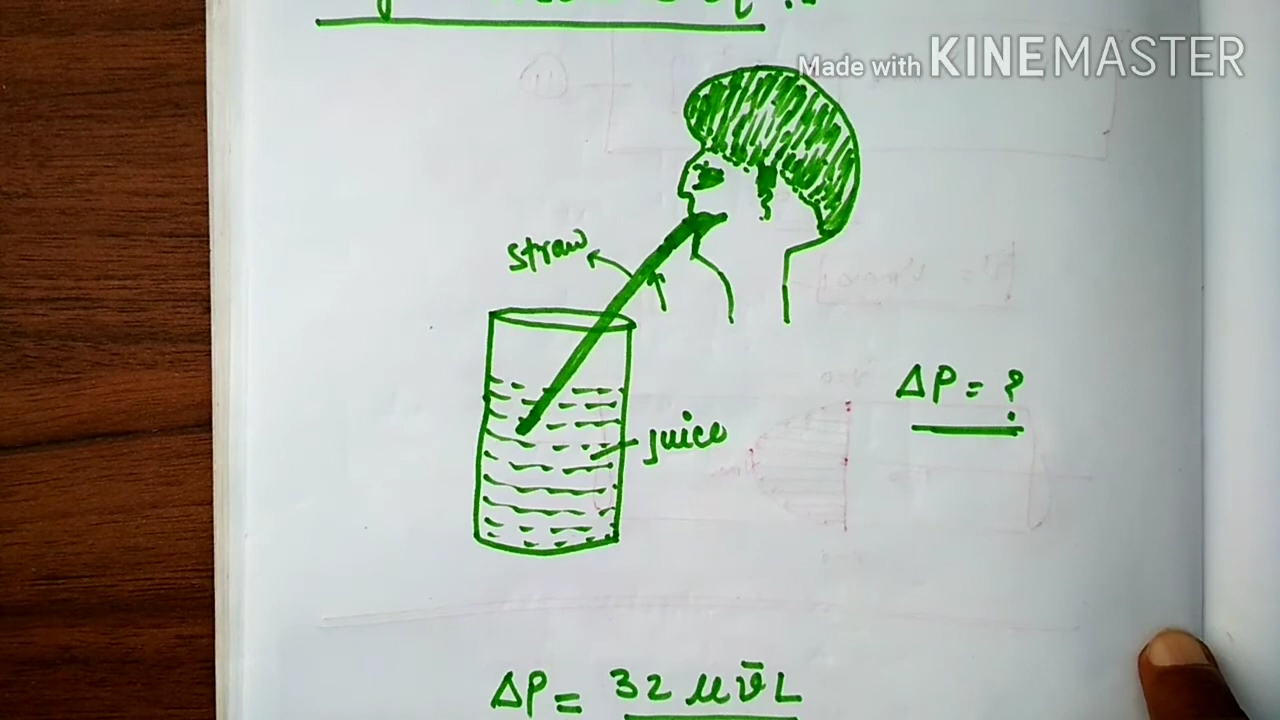 Made with KINEMASTER
straw
juice
ΔP = ?
ΔP = 32 μ v̄ L